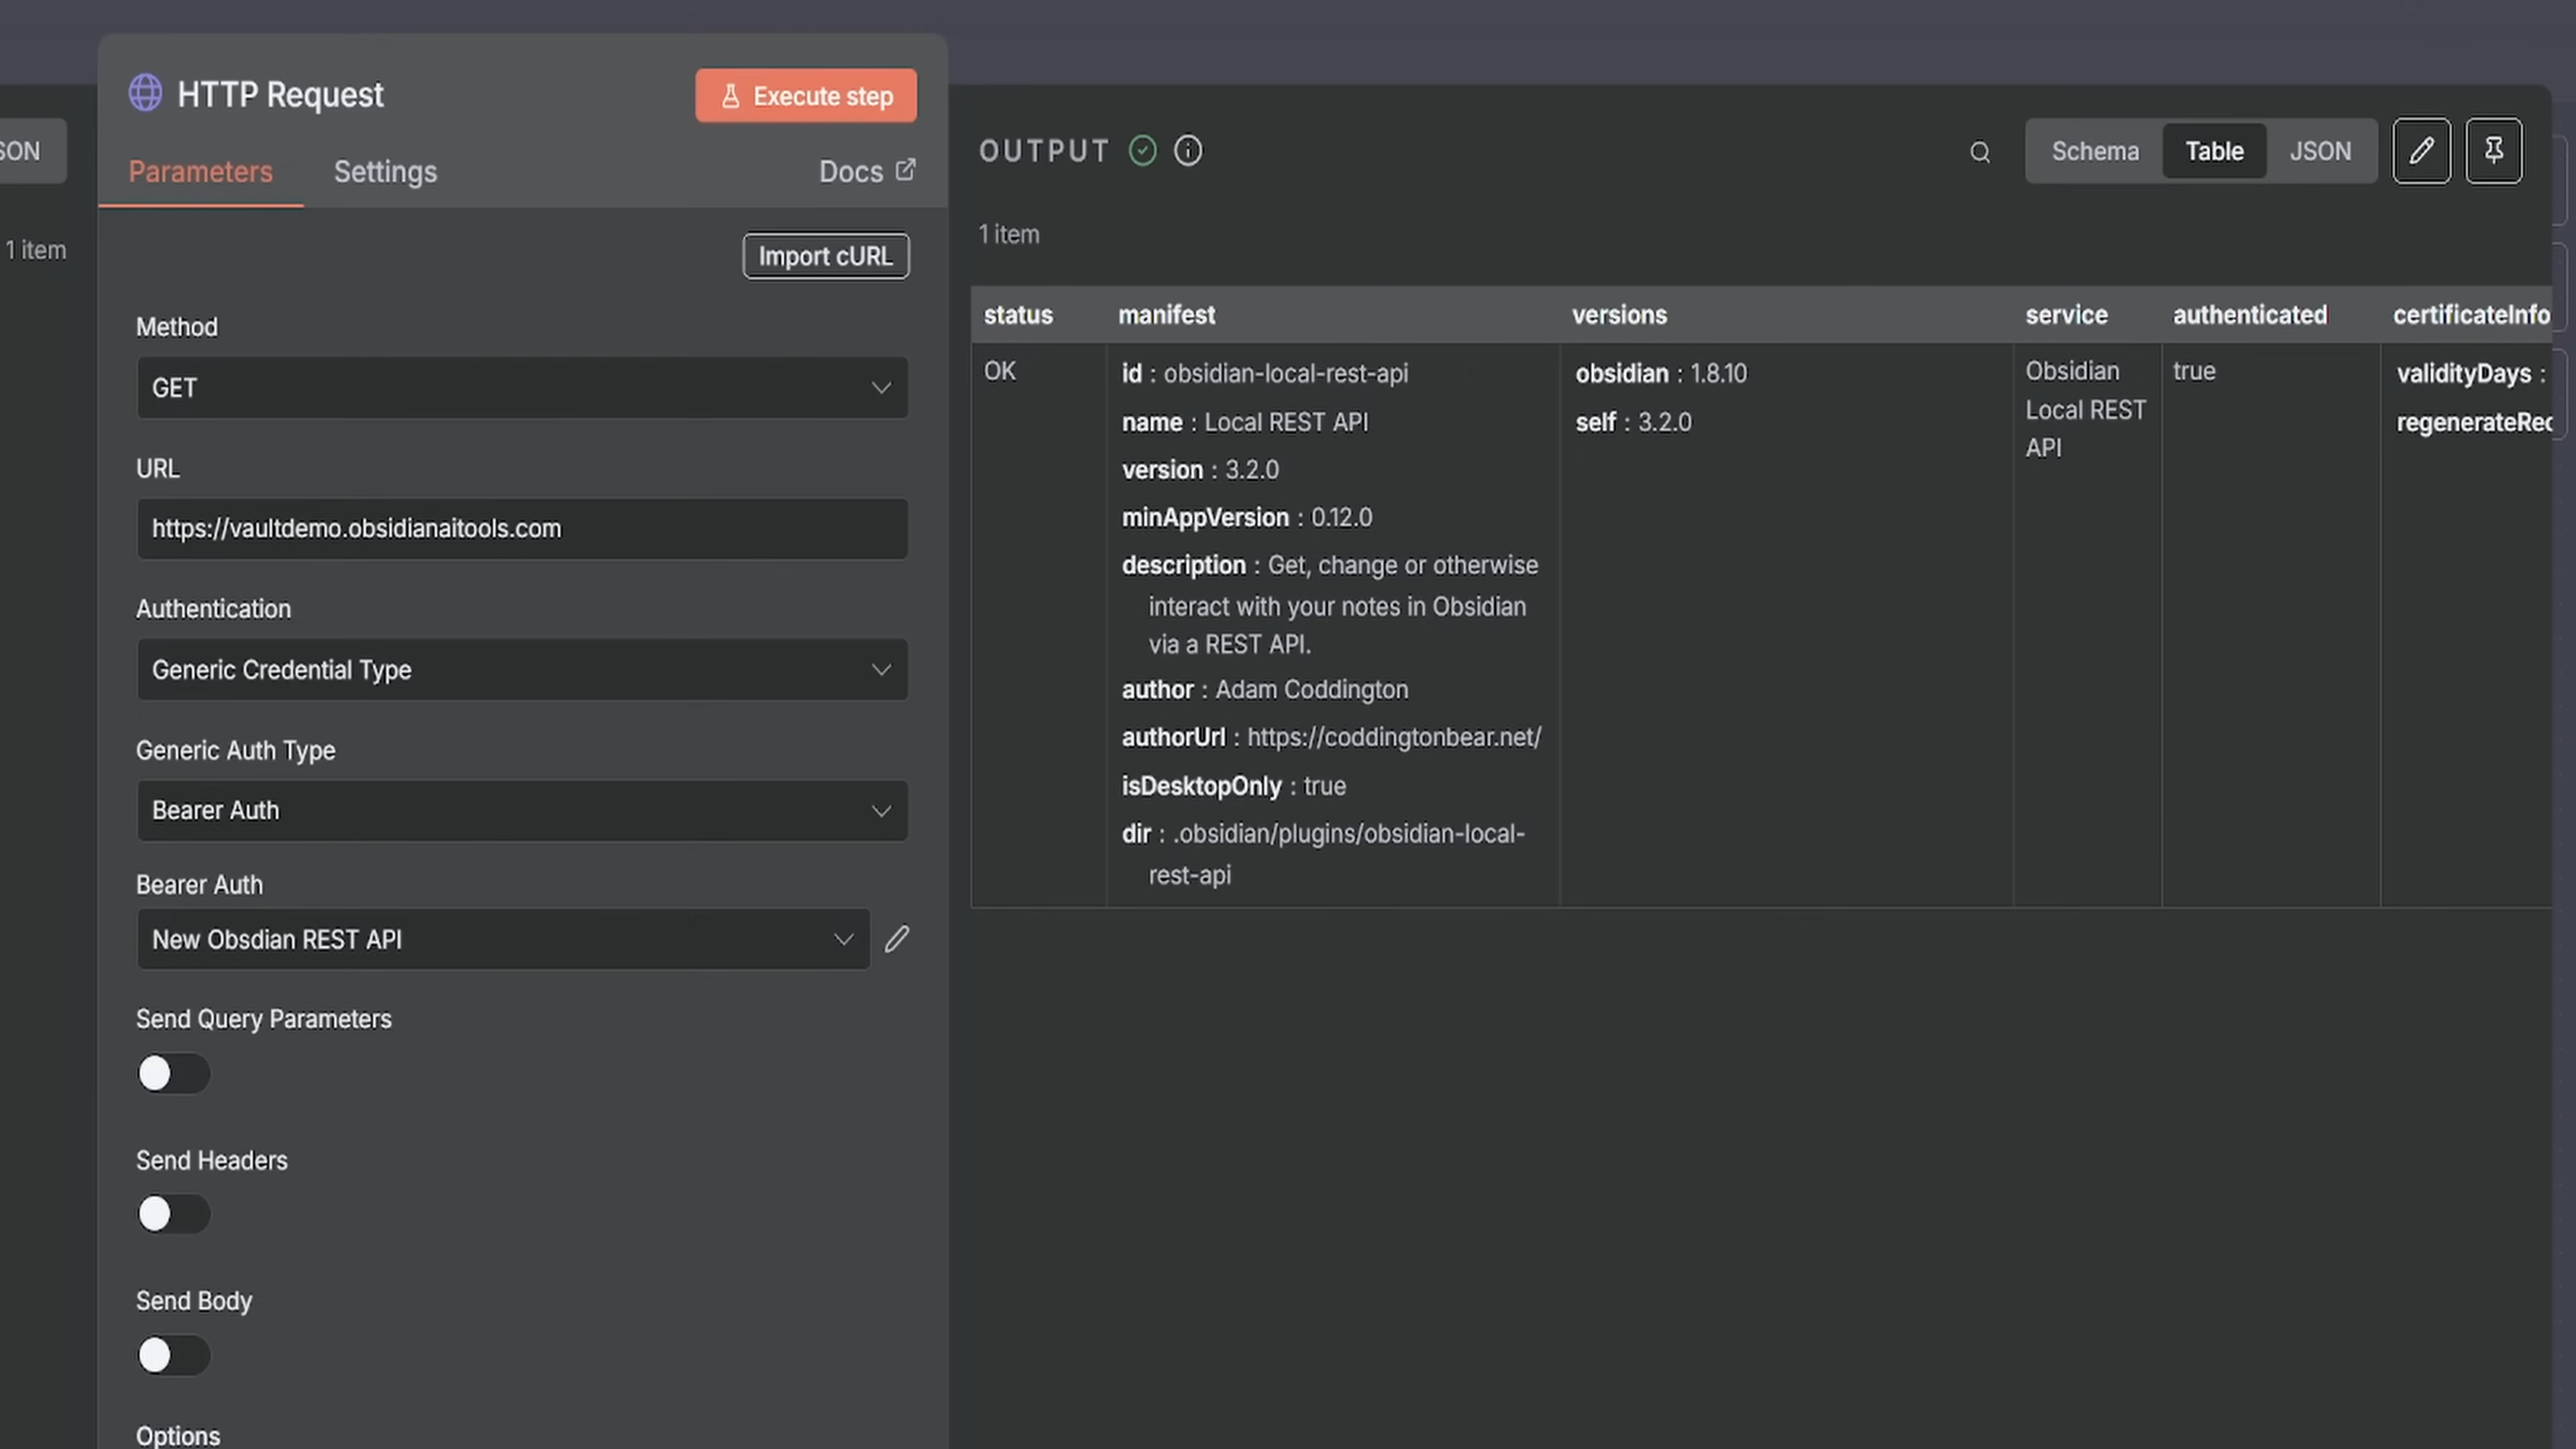 SON
1 item
HTTP Request
Execute step
Parameters
Settings
Docs
Import cURL
Method
GET
URL
https://vaultdemo.obsidianaitools.com
Authentication
Generic Credential Type
Generic Auth Type
Bearer Auth
Bearer Auth
New Obsdian REST API
Send Query Parameters
Send Headers
Send Body
Options
OUTPUT
Schema
Table
JSON
1 item
status
manifest
versions
service
authenticated
certificateInfo
OK
id : obsidian-local-rest-api
name : Local REST API
version : 3.2.0
minAppVersion : 0.12.0
description : Get, change or otherwise
interact with your notes in Obsidian
via a REST API.
author : Adam Coddington
authorUrl : https://coddingtonbear.net/
isDesktopOnly : true
dir : .obsidian/plugins/obsidian-local-
rest-api
obsidian : 1.8.10
self : 3.2.0
Obsidian
Local REST
API
true
validityDays :
regenerateRec